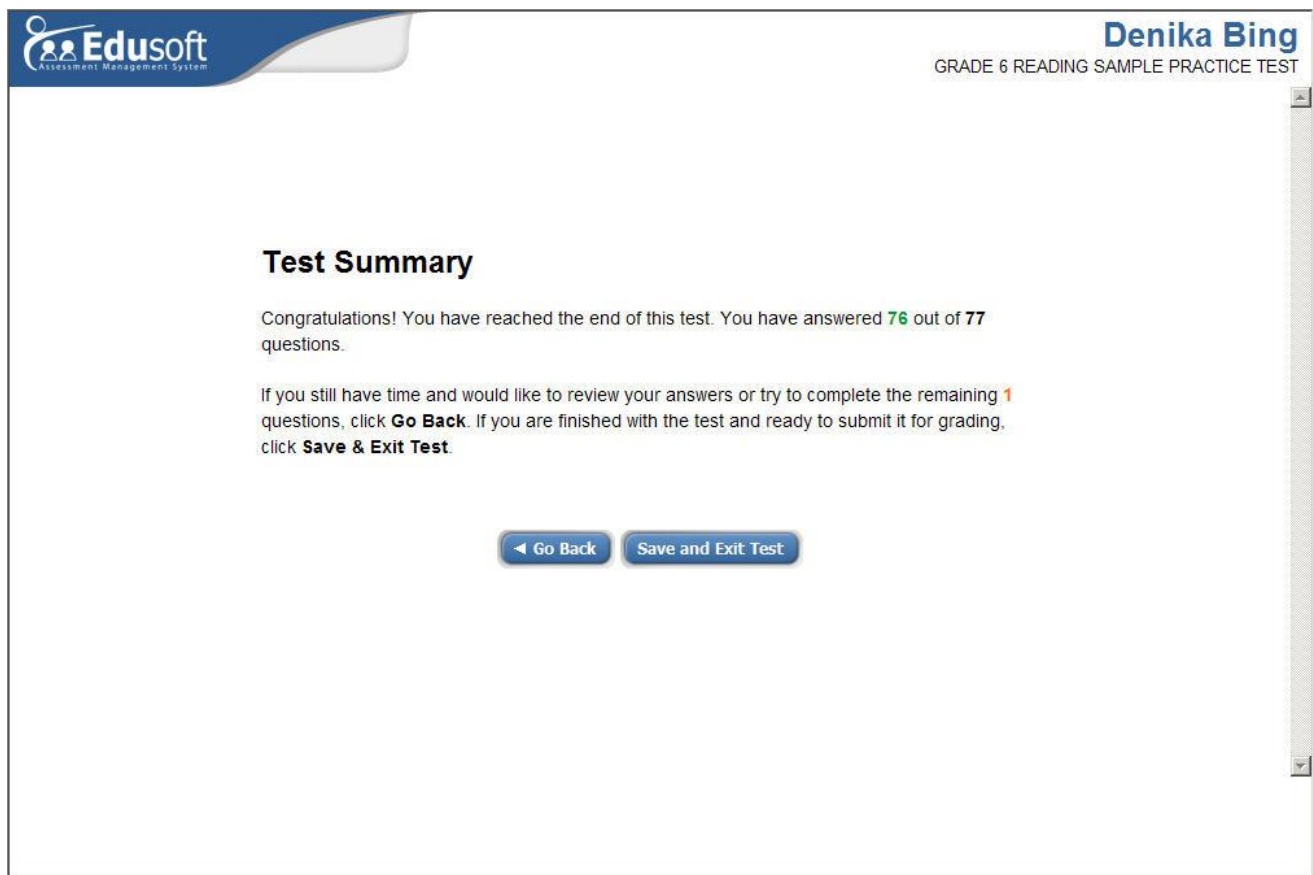 Edusoft
Assessment Management System
Denika Bing
GRADE 6 READING SAMPLE PRACTICE TEST
Test Summary
Congratulations! You have reached the end of this test. You have answered 76 out of 77
questions.
If you still have time and would like to review your answers or try to complete the remaining 1
questions, click Go Back. If you are finished with the test and ready to submit it for grading,
click Save & Exit Test.
◄ Go Back
Save and Exit Test